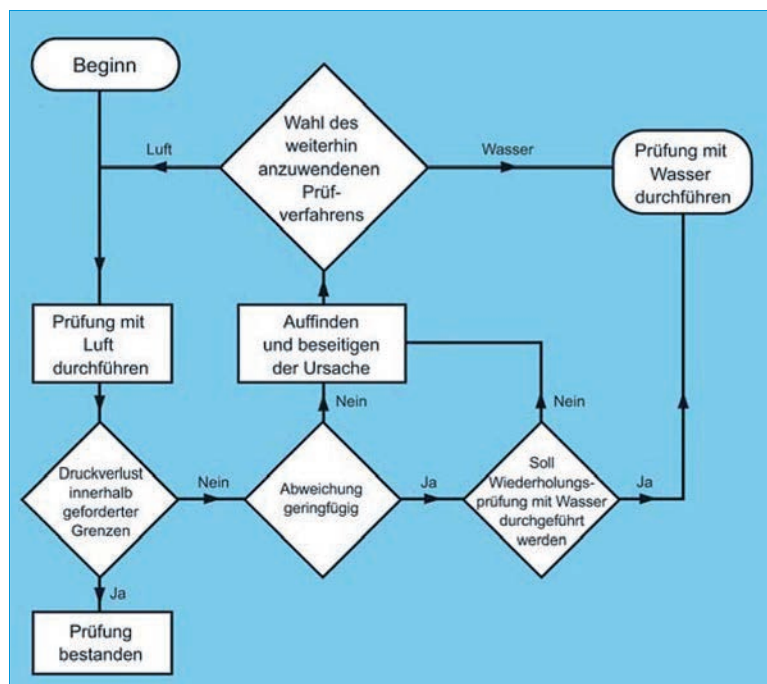 Beginn
Wahl des
weiterhin
anzuwendenen
Prüf-
verfahrens
Luft
Wasser
Prüfung mit
Wasser
durchführen
Prüfung mit
Luft
durchführen
Auffinden
und beseitigen
der Ursache
Nein
Nein
Druckverlust
innerhalb
geforderter
Grenzen
Nein
Abweichung
geringfügig
Ja
Soll
Wiederholungs-
prüfung mit Wasser
durchgeführt
werden
Ja
Ja
Prüfung
bestanden